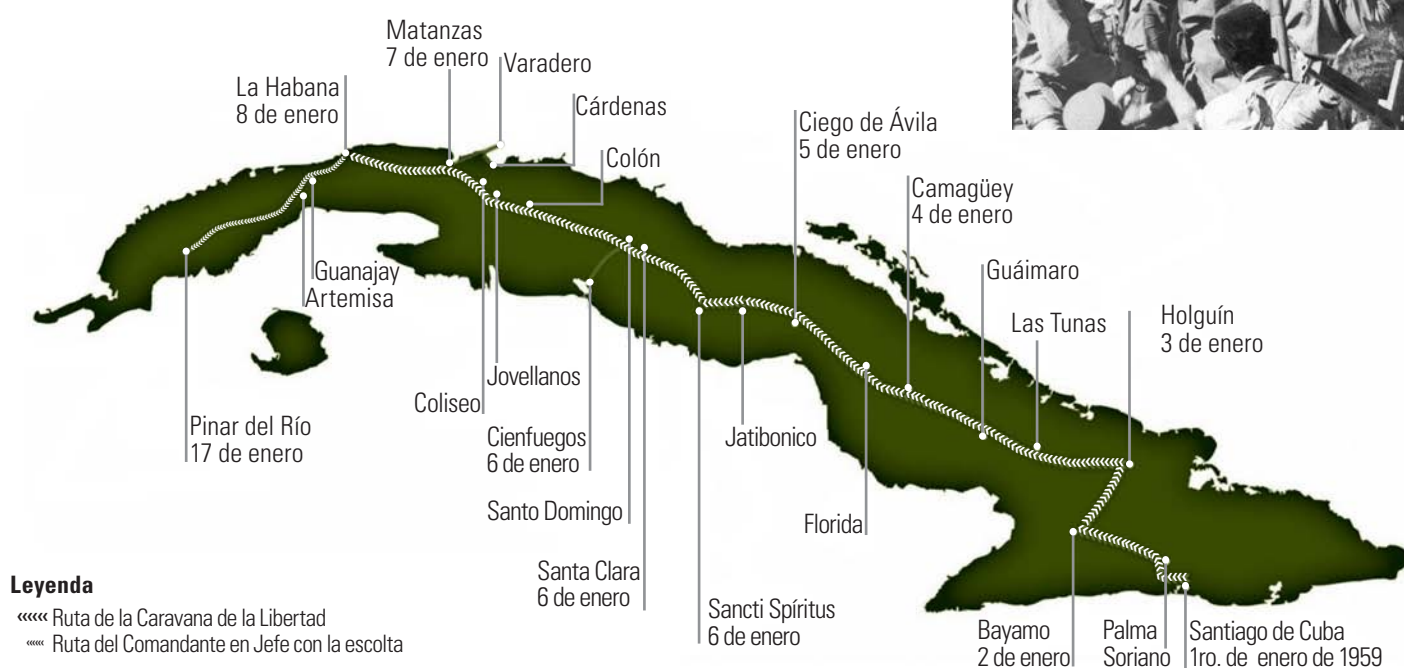 Matanzas
7 de enero
Varadero
La Habana
8 de enero
Cárdenas
Colón
Ciego de Ávila
5 de enero
Camagüey
4 de enero
Guáimaro
Las Tunas
Holguín
3 de enero
Guanajay
Artemisa
Pinar del Río
17 de enero
Coliseo
Jovellanos
Cienfuegos
6 de enero
Santo Domingo
Santa Clara
6 de enero
Sancti Spíritus
6 de enero
Jatibonico
Florida
Bayamo
2 de enero
Palma
Soriano
Santiago de Cuba
1ro. de enero de 1959
Leyenda
Ruta de la Caravana de la Libertad
Ruta del Comandante en Jefe con la escolta